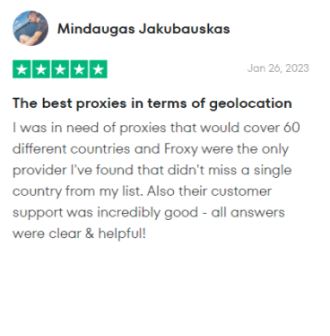 Mindaugas Jakubauskas
Jan 26, 2023
The best proxies in terms of geolocation
I was in need of proxies that would cover 60
different countries and Froxy were the only
provider I've found that didn't miss a single
country from my list. Also their customer
support was incredibly good - all answers
were clear & helpful!